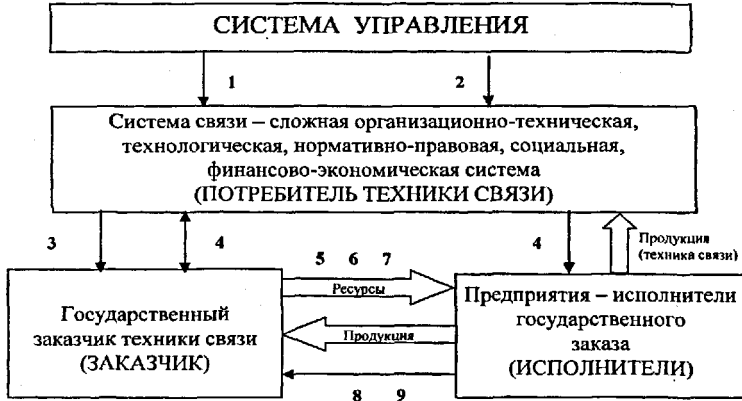 СИСТЕМА УПРАВЛЕНИЯ
1 2
Система связи – сложная организационно-техническая,
технологическая, нормативно-правовая, социальная,
финансово-экономическая система
(ПОТРЕБИТЕЛЬ ТЕХНИКИ СВЯЗИ)
3 4 4
Продукция
(техника связи)
5 6 7
Ресурсы
Государственный
заказчик техники связи
(ЗАКАЗЧИК)
Продукция
Предприятия – исполнители
государственного
заказа
(ИСПОЛНИТЕЛИ)
8 9